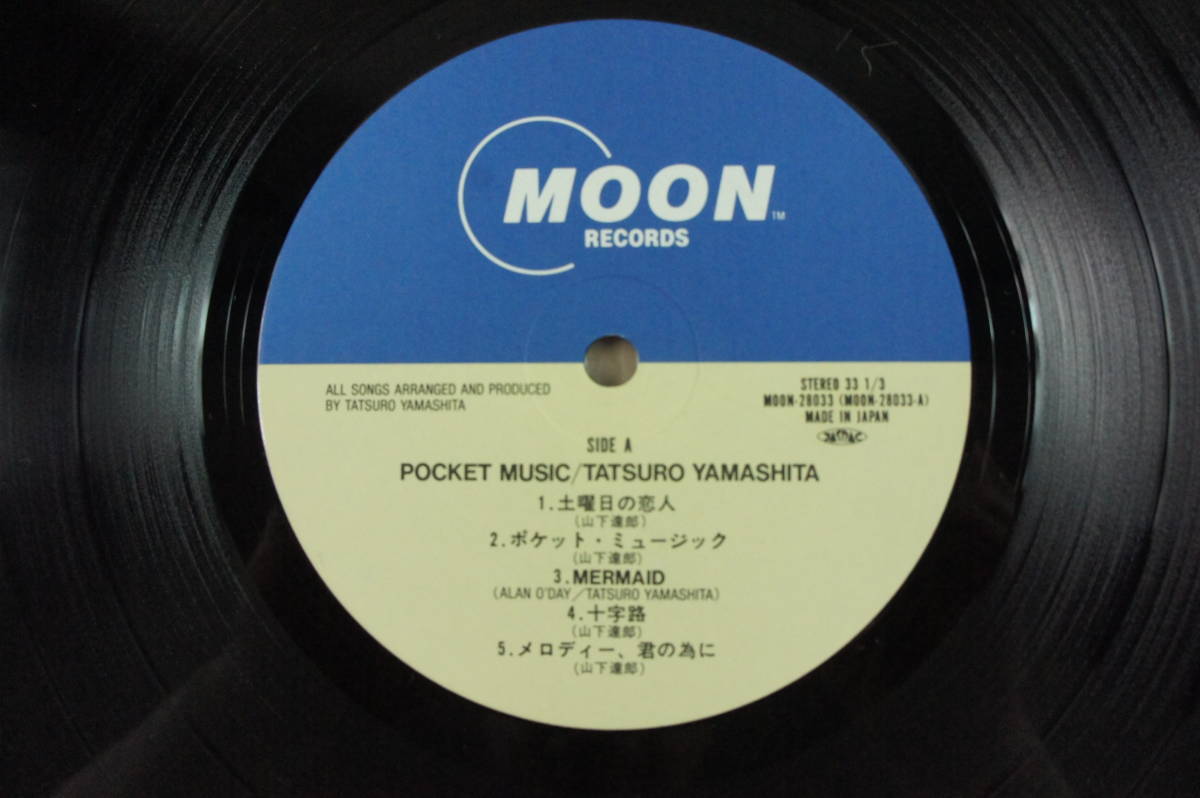 MOON TM
RECORDS
ALL SONGS ARRANGED AND PRODUCED
BY TATSURO YAMASHITA
STEREO 33 1/3
MOON-28033 (MOON-28033-A)
MADE IN JAPAN
JASRAC
SIDE A
POCKET MUSIC/TATSURO YAMASHITA
1.土曜日の恋人
(山下達郎)
2.ポケット・ミュージック
(山下達郎)
3.MERMAID
(ALAN O'DAY/TATSURO YAMASHITA)
4.十字路
(山下達郎)
5.メロディー、君の為に
(山下達郎)